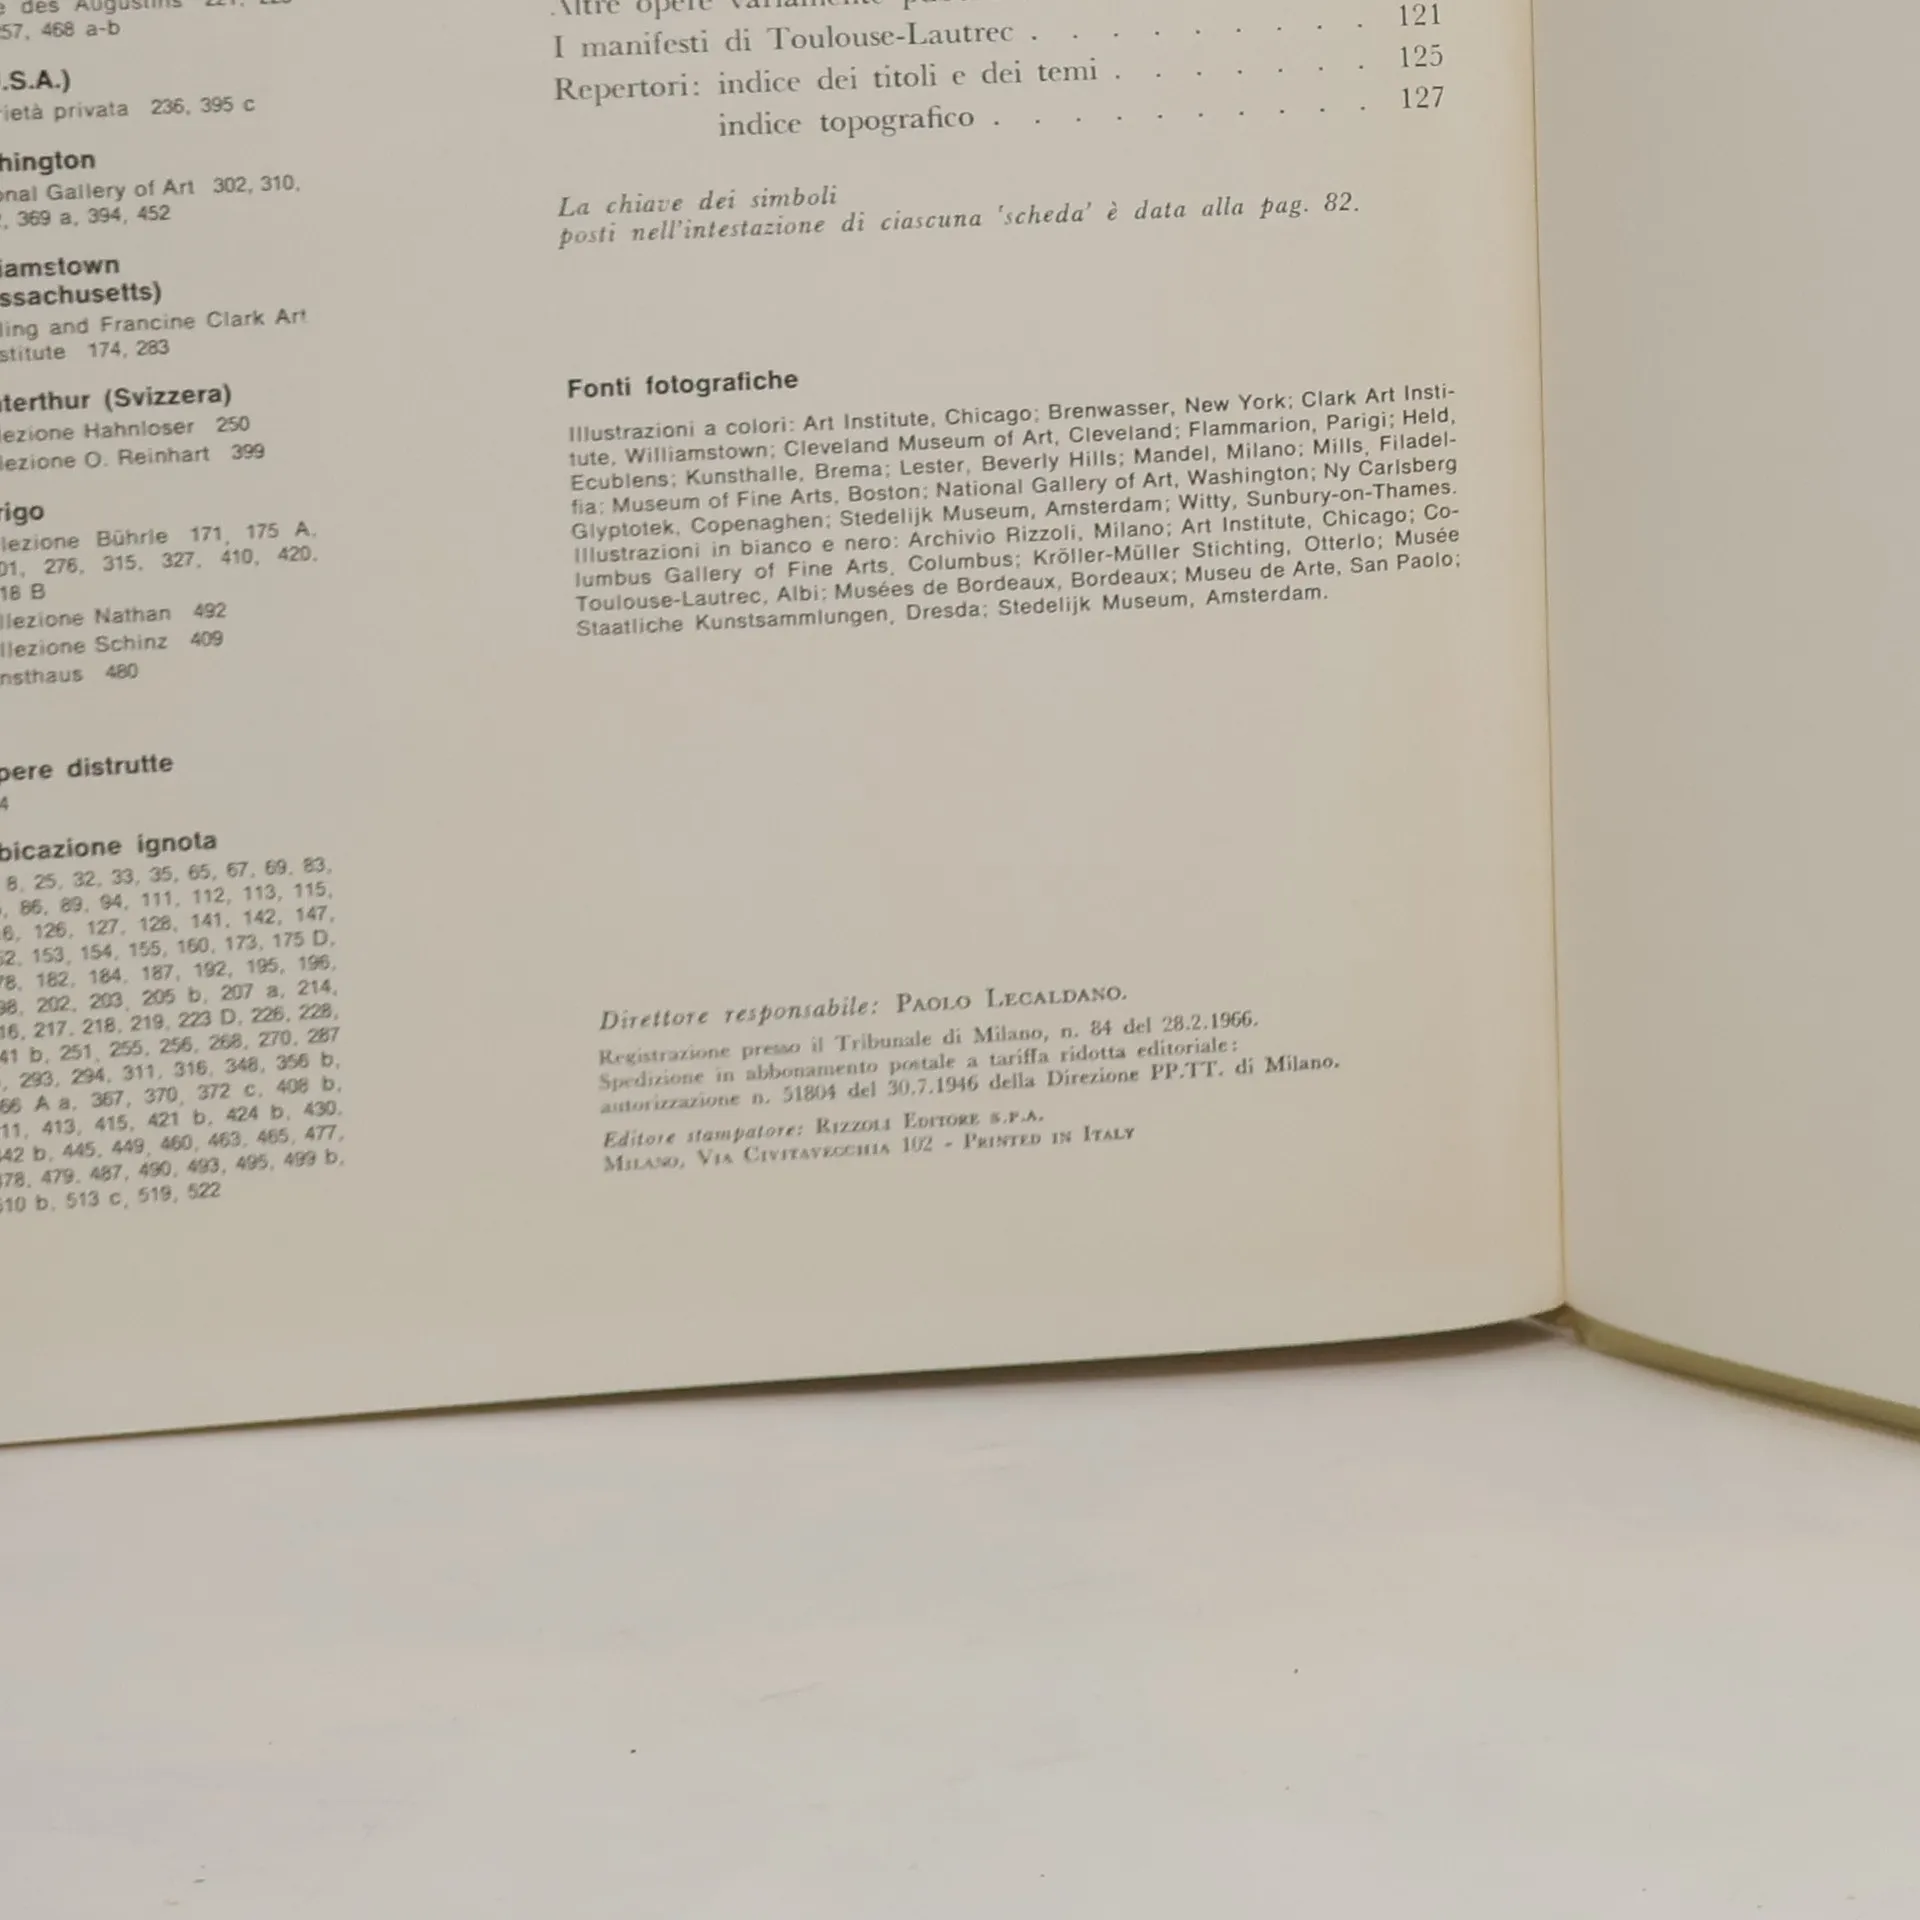 des Augustins
57, 468 a-b
.S.A.)
rietà privata 236, 395 c
hington
onal Gallery of Art 302, 310,
, 369 a, 394, 452
iamstown
ssachusetts)
ling and Francine Clark Art
stitute 174, 283
terthur (Svizzera)
lezione Hahnloser 250
lezione O. Reinhart 399
rigo
lezione Bührle 171, 175 A,
01, 276, 315, 327, 410, 420,
18 B
llezione Nathan 492
llezione Schinz 409
nsthaus 480
pere distrutte
4
bicazione ignota
8, 25, 32, 33, 35, 65, 67, 69, 83,
, 86, 89, 94, 111, 112, 113, 115,
6, 126, 127, 128, 141, 142, 147,
52, 153, 154, 155, 160, 173, 175 D,
78, 182, 184, 187, 192, 195, 196,
98, 202, 203, 205 b, 207 a, 214,
16, 217, 218, 219, 223 D, 226, 228,
41 b, 251, 255, 256, 268, 270, 287
, 293, 294, 311, 316, 348, 356 b,
66 A a, 367, 370, 372 c, 408 b,
11, 413, 415, 421 b, 424 b, 430,
42 b, 445, 449, 460, 463, 465, 477,
78, 479, 487, 490, 493, 495, 499 b,
510 b, 513 c, 519, 522
Altre opere variamente
I manifesti di Toulouse-Lautrec . . . . . . . . . 121
Repertori: indice dei titoli e dei temi . . . . . . . 125
indice topografico . . . . . . . . . . 127
La chiave dei simboli
posti nell'intestazione di ciascuna 'scheda' è data alla pag. 82.
Fonti fotografiche
Illustrazioni a colori: Art Institute, Chicago; Brenwasser, New York; Clark Art Insti-
tute, Williamstown; Cleveland Museum of Art, Cleveland; Flammarion, Parigi; Held,
Ecublens; Kunsthalle, Brema; Lester, Beverly Hills; Mandel, Milano; Mills, Filadel-
fia; Museum of Fine Arts, Boston; National Gallery of Art, Washington; Ny Carlsberg
Glyptotek, Copenaghen; Stedelijk Museum, Amsterdam; Witty, Sunbury-on-Thames.
Illustrazioni in bianco e nero: Archivio Rizzoli, Milano; Art Institute, Chicago; Co-
lumbus Gallery of Fine Arts, Columbus; Kröller-Müller Stichting, Otterlo; Musée
Toulouse-Lautrec, Albi; Musées de Bordeaux, Bordeaux; Museu de Arte, San Paolo;
Staatliche Kunstsammlungen, Dresda; Stedelijk Museum, Amsterdam.
Direttore responsabile: PAOLO LECALDANO.
Registrazione presso il Tribunale di Milano, n. 84 del 28.2.1966.
Spedizione in abbonamento postale a tariffa ridotta editoriale:
autorizzazione n. 51804 del 30.7.1946 della Direzione PP.TT. di Milano.
Editore stampatore: RIZZOLI EDITORE S.P.A.
MILANO, VIA CIVITAVECCHIA 102 - PRINTED IN ITALY